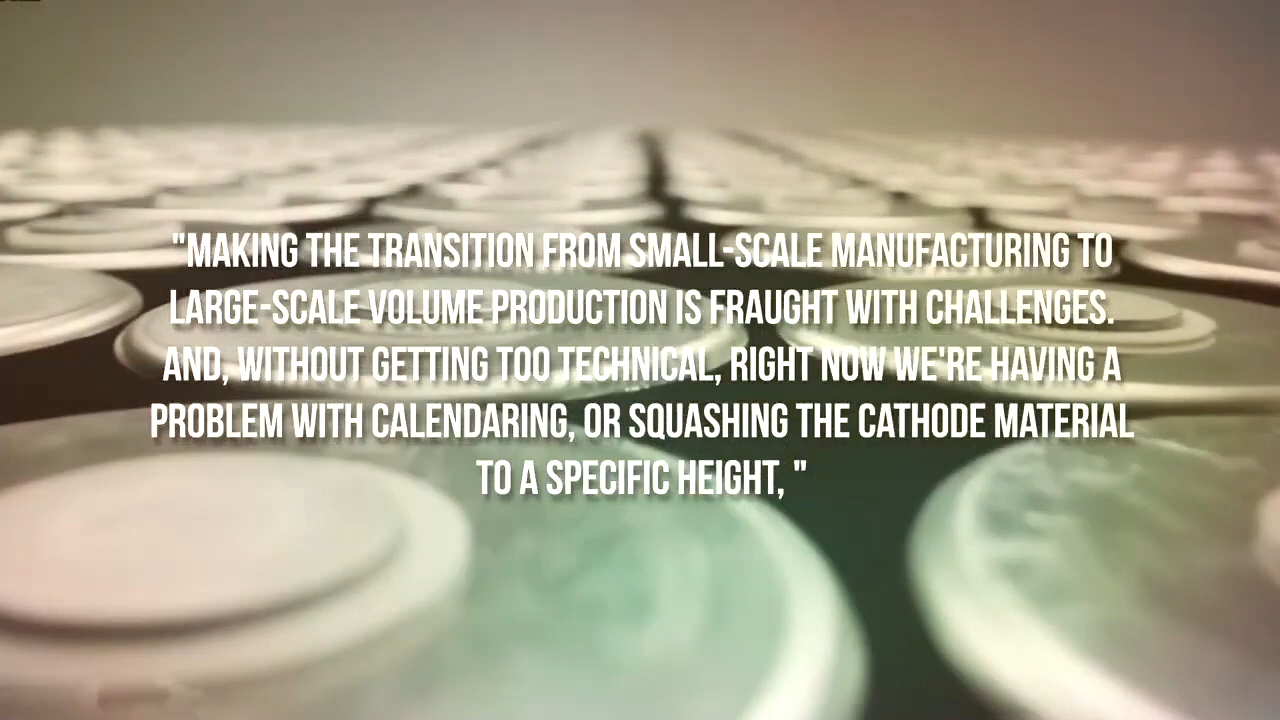 "MAKING THE TRANSITION FROM SMALL-SCALE MANUFACTURING TO
LARGE-SCALE VOLUME PRODUCTION IS FRAUGHT WITH CHALLENGES.
AND, WITHOUT GETTING TOO TECHNICAL, RIGHT NOW WE'RE HAVING A
PROBLEM WITH CALENDARING, OR SQUASHING THE CATHODE MATERIAL
TO A SPECIFIC HEIGHT, "